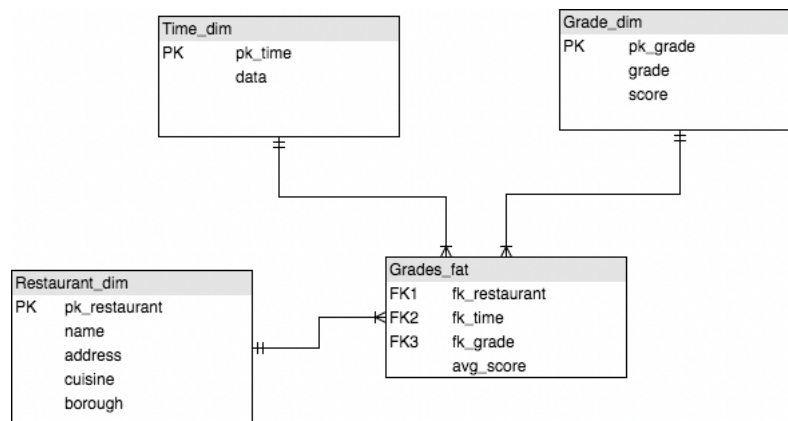 Time_dim
PK pk_time
data
Grade_dim
PK pk_grade
grade
score
Restaurant_dim
PK pk_restaurant
name
address
cuisine
borough
Grades_fat
FK1 fk_restaurant
FK2 fk_time
FK3 fk_grade
avg_score